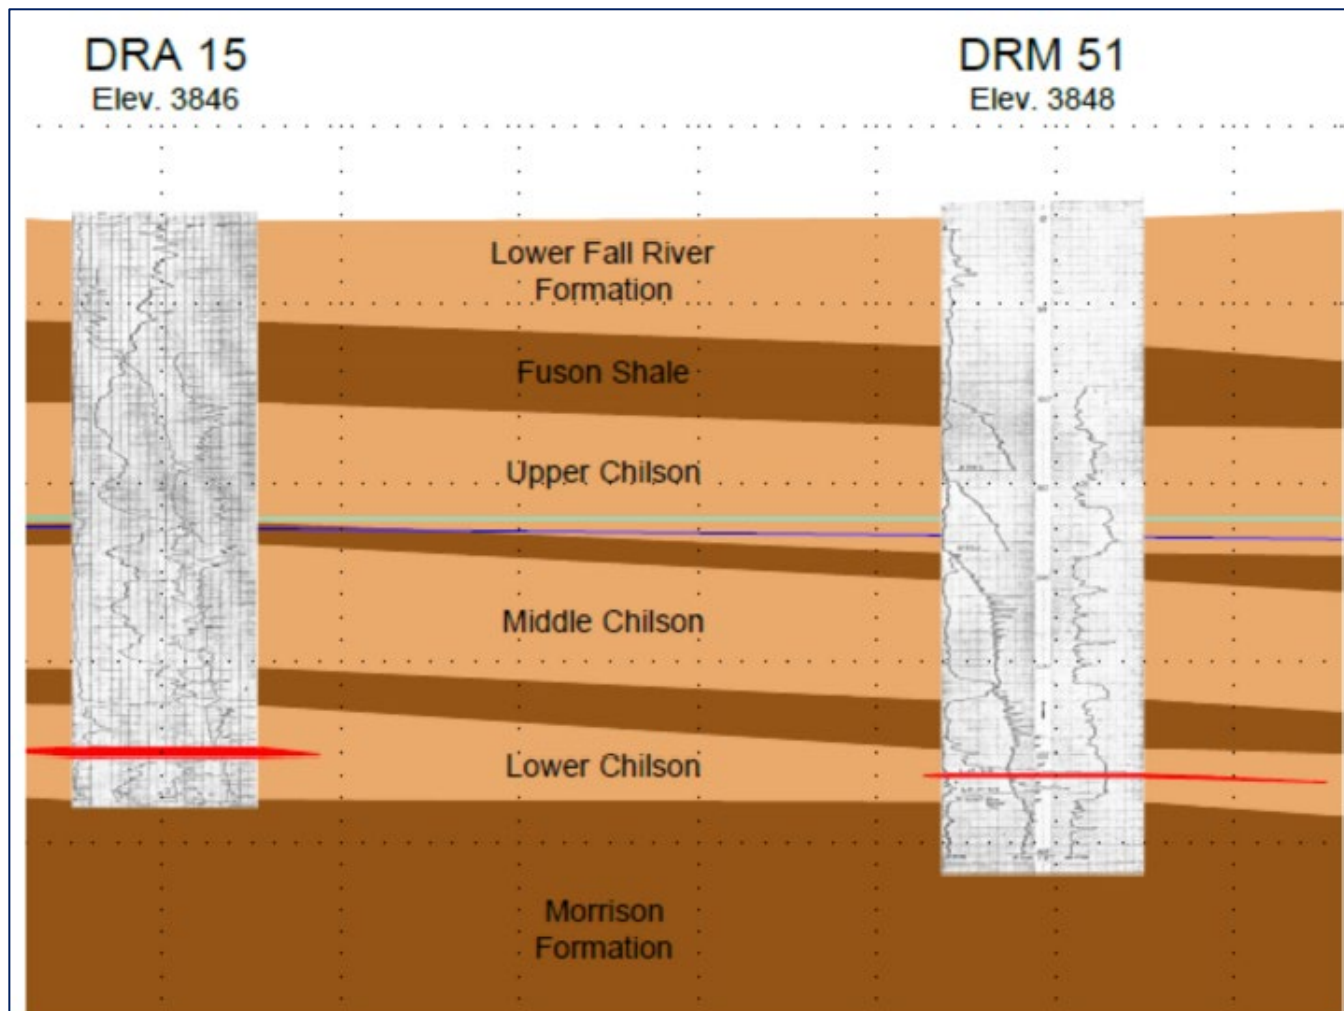 DRA 15
Elev. 3846
DRM 51
Elev. 3848
Lower Fall River
Formation
Fuson Shale
Upper Chilson
Middle Chilson
Lower Chilson
Morrison
Formation